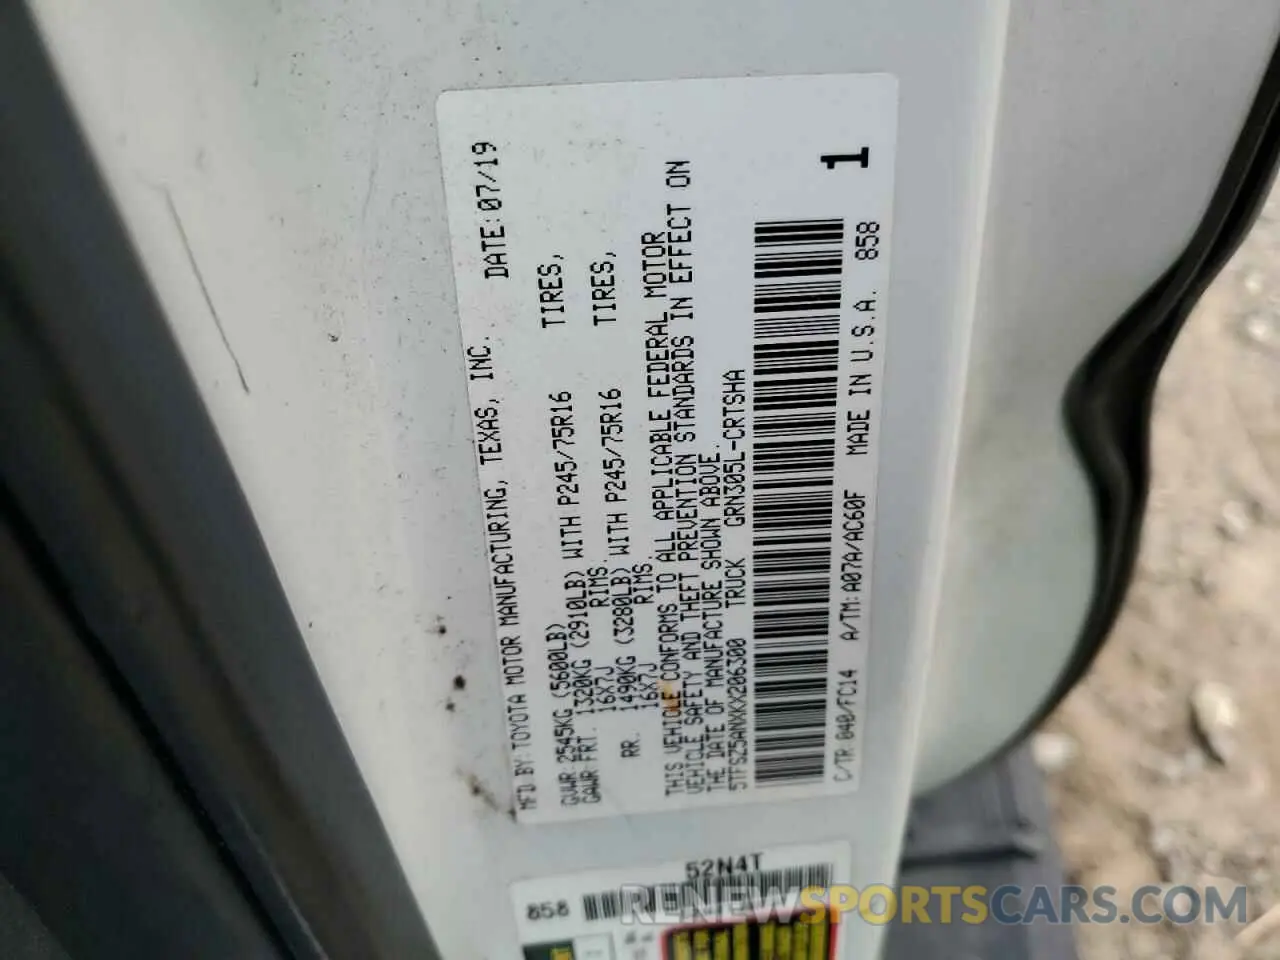 MFD BY: TOYOTA MOTOR MANUFACTURING, TEXAS, INC. DATE: 07/19
GVWR 2545KG (5600LB)
GAWR FRT. 1320KG (2910LB) WITH P245/75R16 TIRES,
16X7J RIMS.
RR. 1490KG (3280LB) WITH P245/75R16 TIRES,
16X7J RIMS.
THIS VEHICLE CONFORMS TO ALL APPLICABLE FEDERAL MOTOR
VEHICLE SAFETY AND THEFT PREVENTION STANDARDS IN EFFECT ON
THE DATE OF MANUFACTURE SHOWN ABOVE.
5TFSZ5ANXKX206300 TRUCK GRN305L-CRTSHA
C/TR 040/FC14 A/TM: A07A/AC60F MADE IN U.S.A. 858
1
52N4T
858
RENEWSPORTSCARS.COM